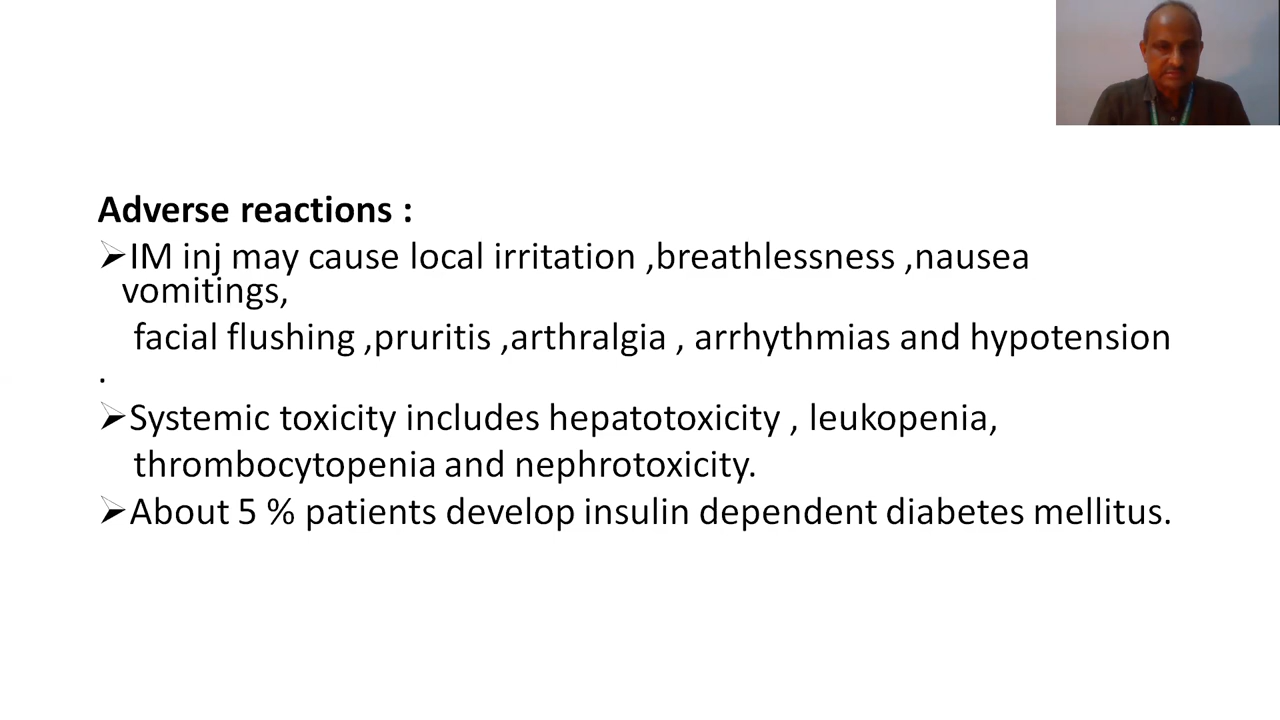 Adverse reactions :
➢IM inj may cause local irritation ,breathlessness ,nausea
vomitings,
facial flushing ,pruritis ,arthralgia , arrhythmias and hypotension
.
➢Systemic toxicity includes hepatotoxicity , leukopenia,
thrombocytopenia and nephrotoxicity.
➢About 5 % patients develop insulin dependent diabetes mellitus.